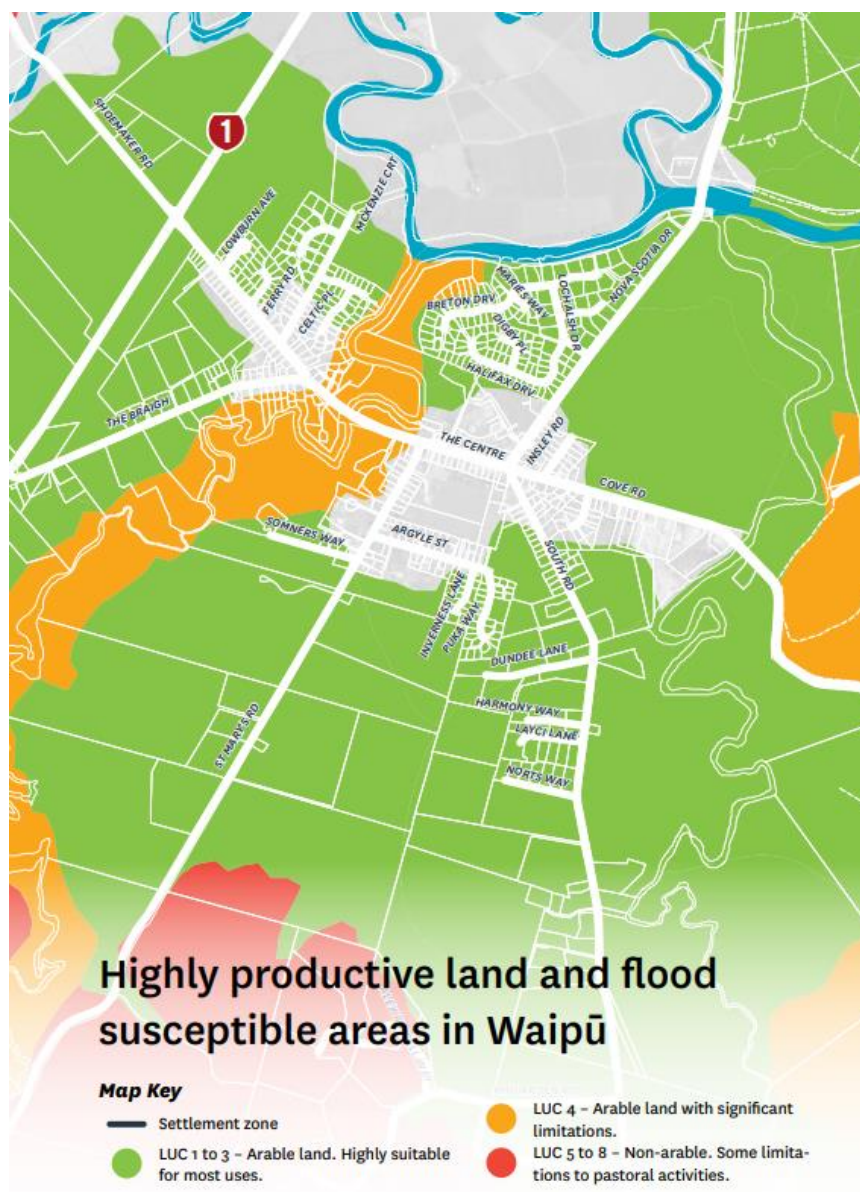 SHOEMAKER RD
1
MCKENZIE CRT
LOWBURN AVE
FERRY RD
CELTIC PL
BRETON DRV
MARIES WAY
LOCHALSH DR
NOVA SCOTIA DR
DIGBY PL
HALIFAX DRV
THE BRAIGH
THE CENTRE
INSLEY RD
COVE RD
SOMNERS WAY
ARGYLE ST
SOUTH RD
INVERNESS LANE
PUKA WAY
DUNDEE LANE
HARMONY WAY
LAYCI LANE
NORTS WAY
ST MARYS RD
Highly productive land and flood
susceptible areas in Waipū
Map Key
Settlement zone
LUC 1 to 3 – Arable land. Highly suitable
for most uses.
LUC 4 – Arable land with significant
limitations.
LUC 5 to 8 – Non-arable. Some limita-
tions to pastoral activities.